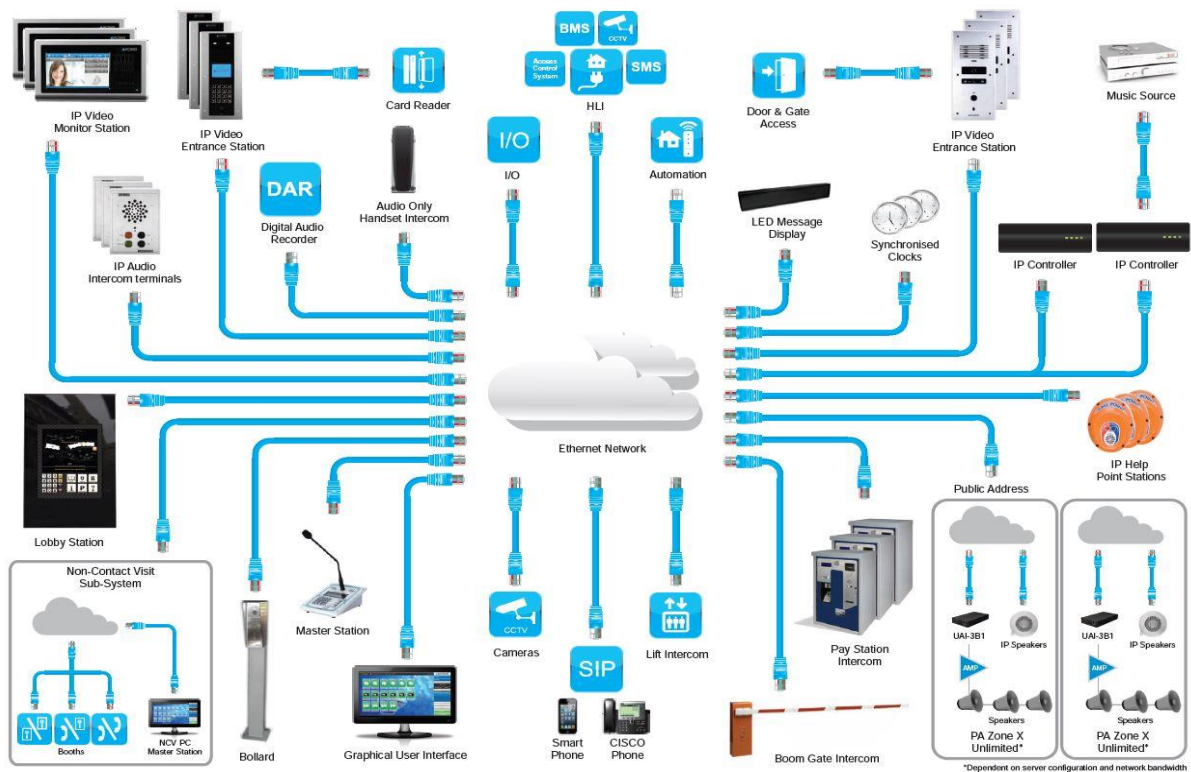 BMS
CCTV
Access
Control
System
SMS
HLI
IP Video
Monitor Station
IP Video
Entrance Station
Card Reader
I/O
I/O
Automation
Door & Gate
Access
IP Video
Entrance Station
Music Source
DAR
Digital Audio
Recorder
Audio Only
Handset Intercom
LED Message
Display
Synchronised
Clocks
IP Controller
IP Controller
IP Audio
Intercom terminals
Ethernet Network
IP Help
Point Stations
Public Address
Lobby Station
Non-Contact Visit
Sub-System
Booths
NCV PC
Master Station
Bollard
Master Station
Graphical User Interface
CCTV
Cameras
SIP
Smart
Phone
CISCO
Phone
Lift Intercom
Pay Station
Intercom
Boom Gate Intercom
UAI-3B1
IP Speakers
AMP
Speakers
PA Zone X
Unlimited*
UAI-3B1
IP Speakers
AMP
Speakers
PA Zone X
Unlimited*
*Dependent on server configuration and network bandwidth